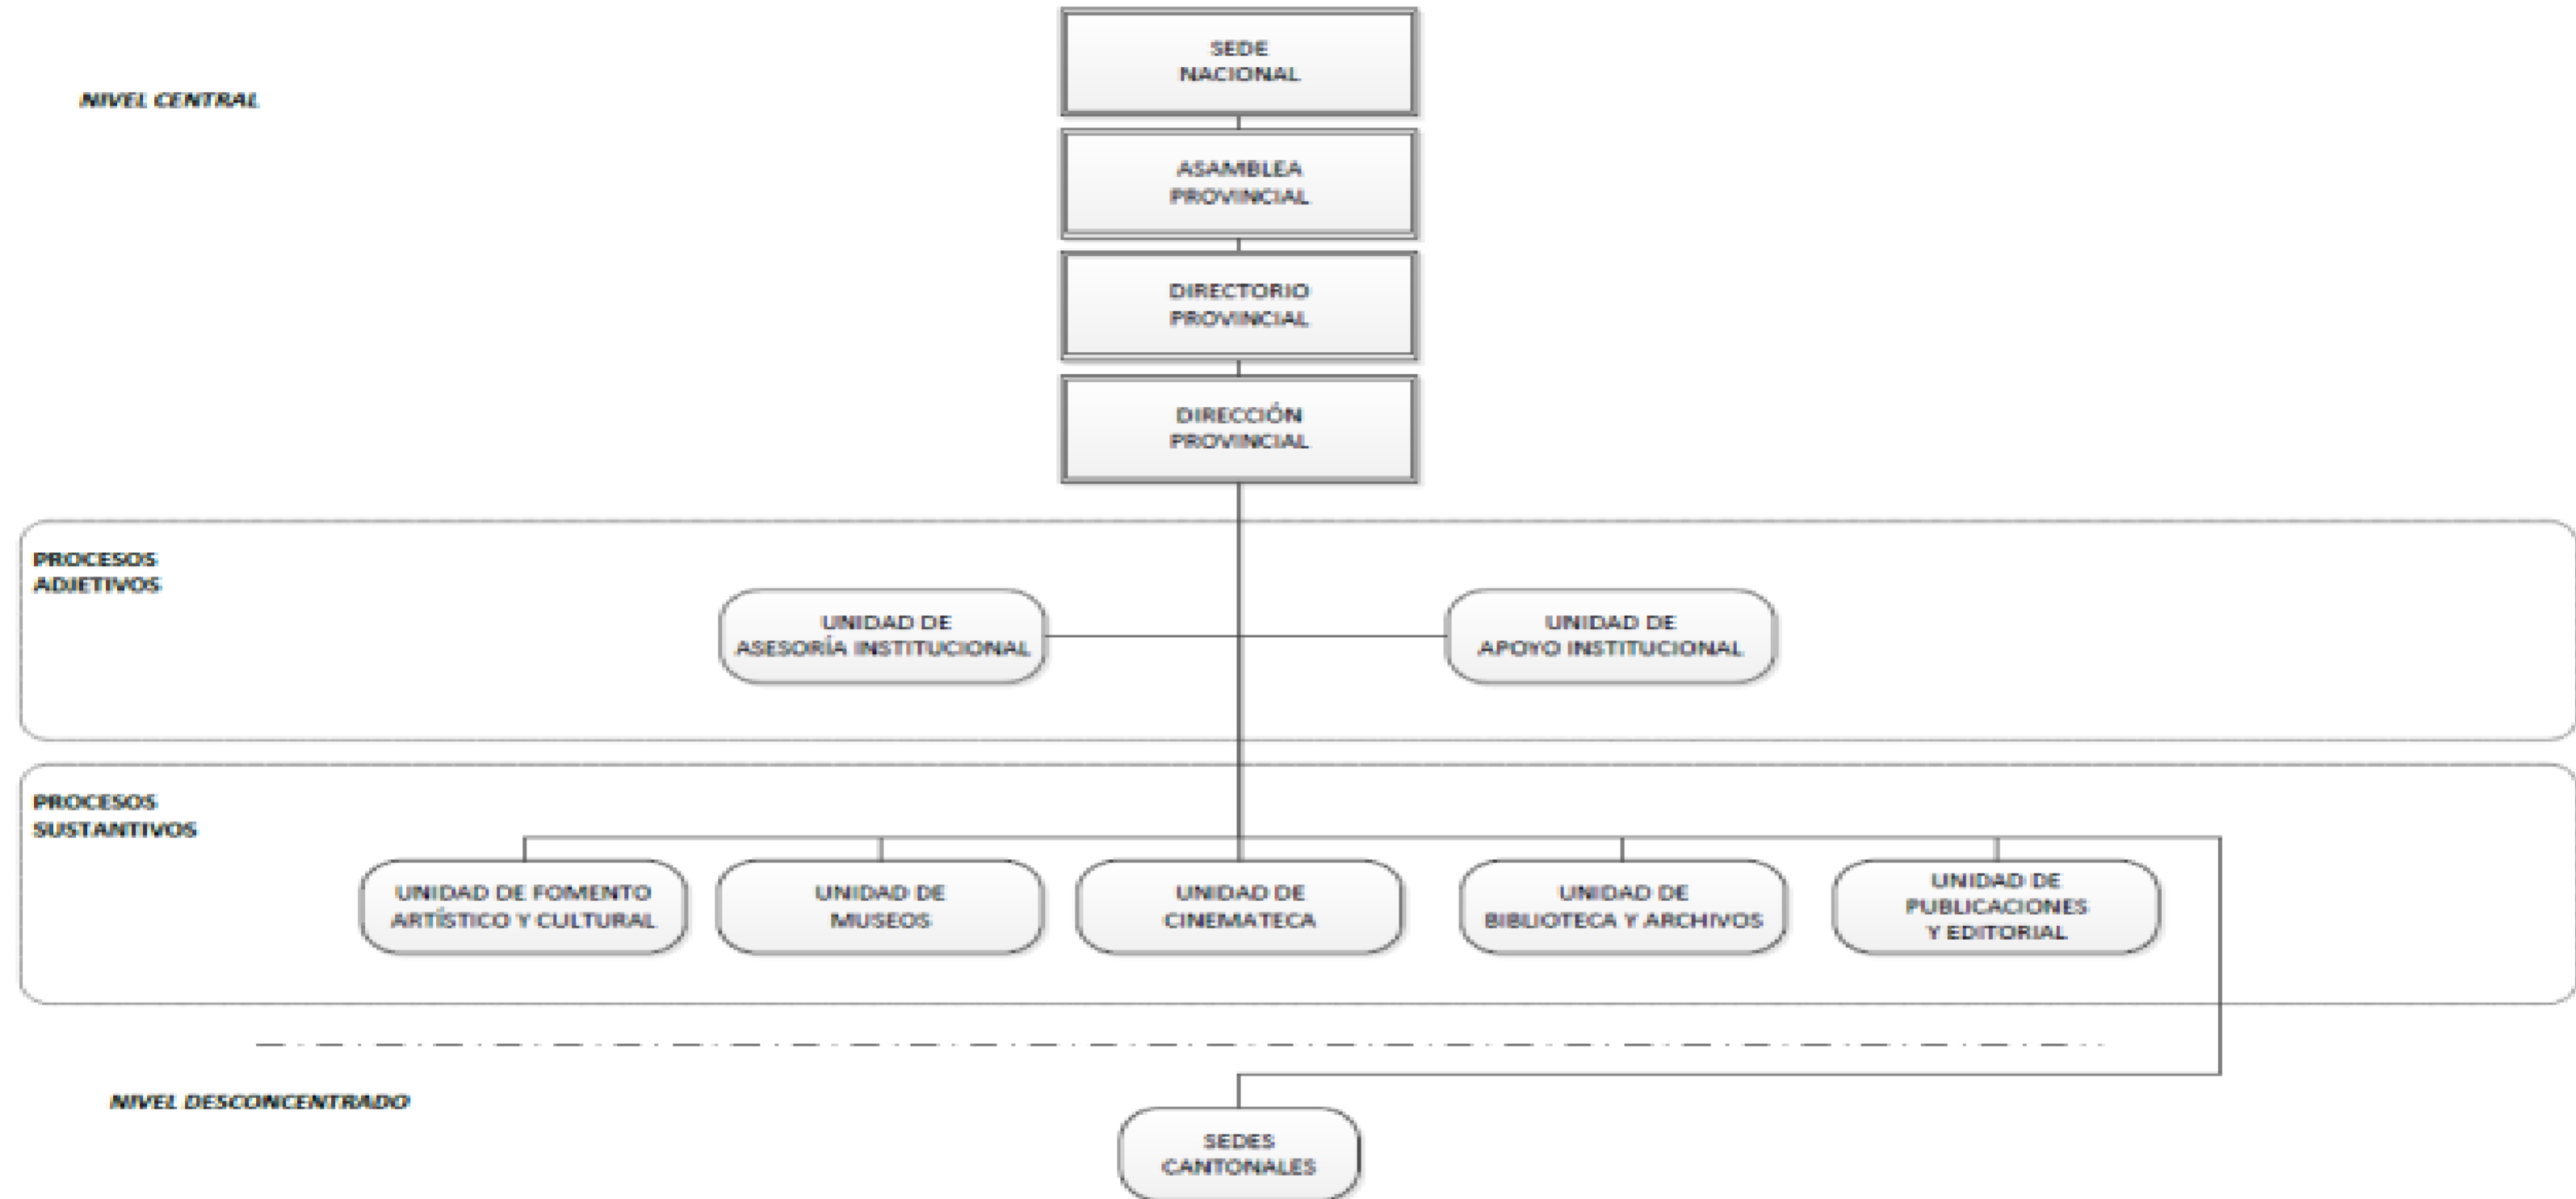 SEDE
NACIONAL
NIVEL CENTRAL
ASAMBLEA
PROVINCIAL
DIRECTORIO
PROVINCIAL
DIRECCIÓN
PROVINCIAL
PROCESOS
ADJETIVOS
UNIDAD DE
ASESORÍA INSTITUCIONAL
UNIDAD DE
APOYO INSTITUCIONAL
PROCESOS
SUSTANTIVOS
UNIDAD DE FOMENTO
ARTÍSTICO Y CULTURAL
UNIDAD DE
MUSEOS
UNIDAD DE
CINEMATECA
UNIDAD DE
BIBLIOTECA Y ARCHIVOS
UNIDAD DE
PUBLICACIONES
Y EDITORIAL
NIVEL DESCONCENTRADO
SEDES
CANTONALES